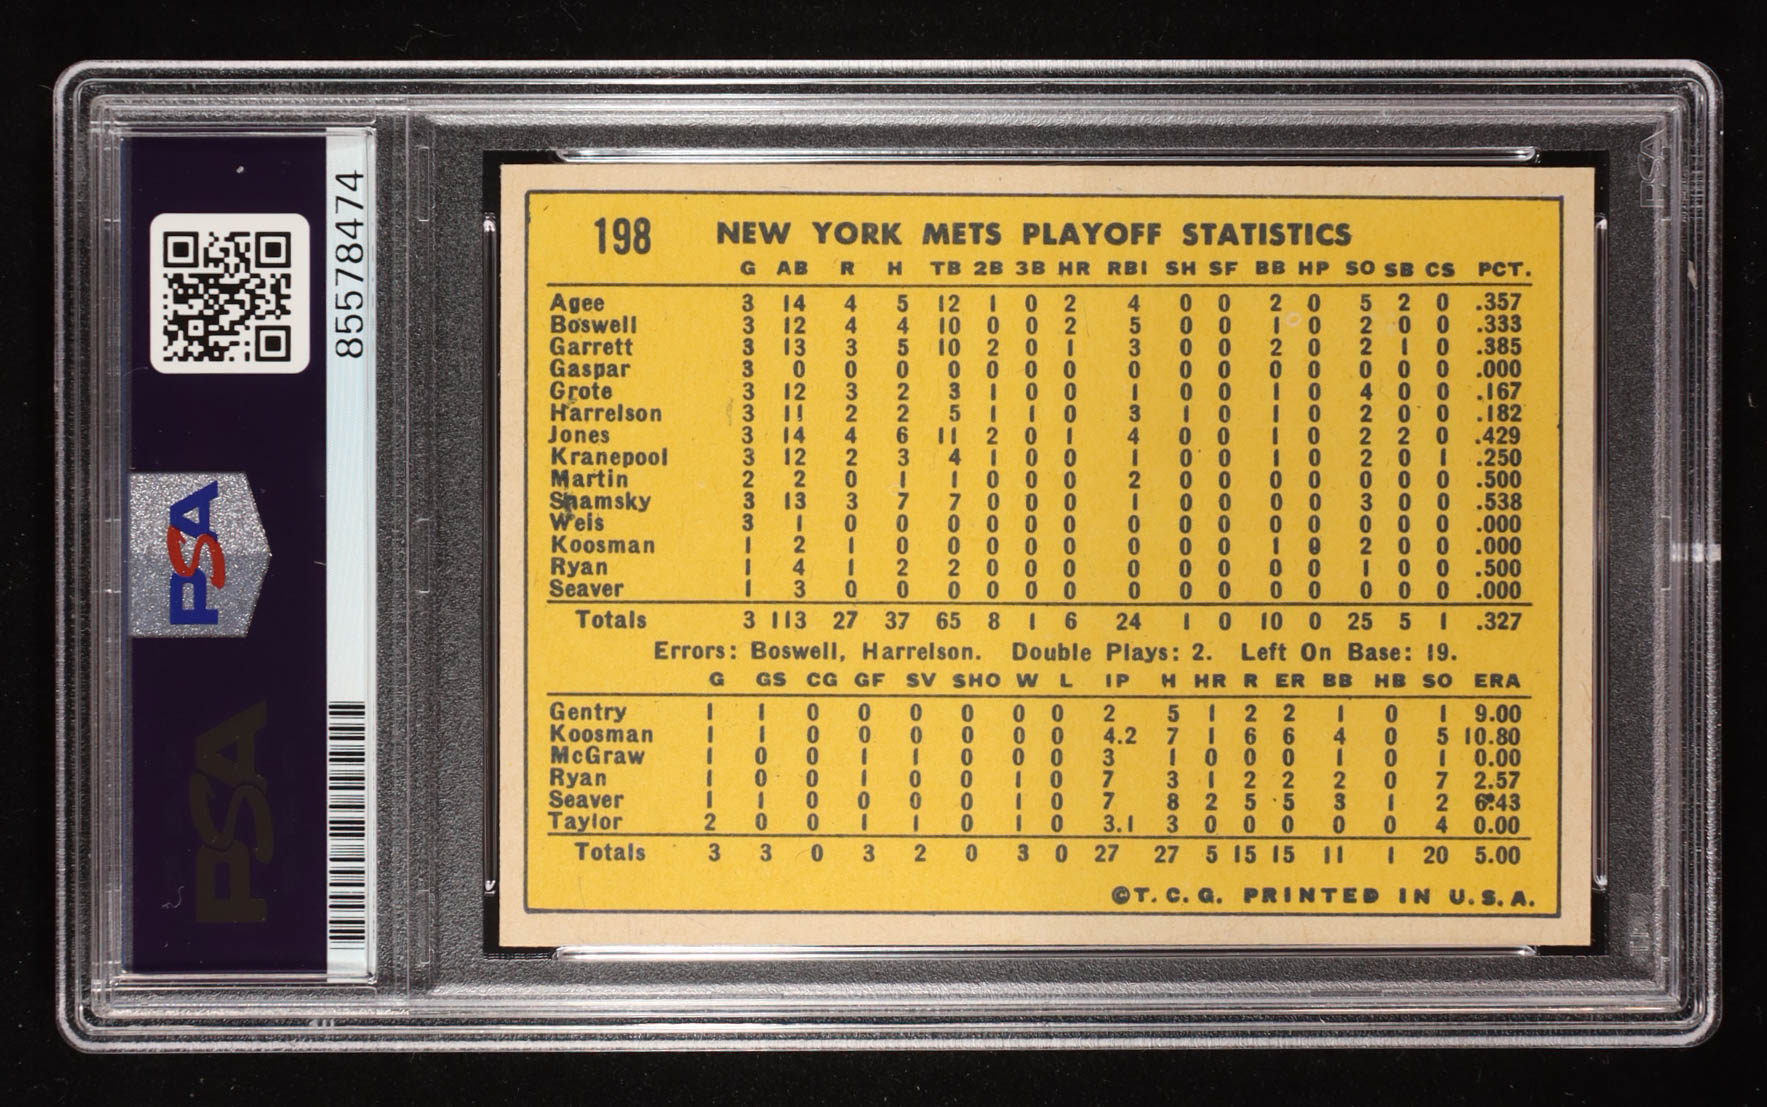 198 NEW YORK METS PLAYOFF STATISTICS
G AB R H TB 2B 3B HR RBI SH SF BB HP SO SB CS PCT.
Agee 3 14 4 5 12 1 0 2 4 0 0 2 0 5 2 0 .357
Boswell 3 12 4 4 10 0 0 2 5 0 0 1 0 2 0 0 .333
Garrett 3 13 3 5 10 2 0 1 3 0 0 2 0 2 1 0 .385
Gaspar 3 0 0 0 0 0 0 0 0 0 0 0 0 0 0 0 .000
Grote 3 12 3 2 3 1 0 0 1 0 0 1 0 4 0 0 .167
Harrelson 3 11 2 2 5 1 1 0 3 1 0 1 0 2 0 0 .182
Jones 3 14 4 6 11 2 0 1 4 0 0 1 0 2 2 0 .429
Kranepool 3 12 2 3 4 1 0 0 1 0 0 1 0 2 0 1 .250
Martin 2 2 0 1 1 0 0 0 2 0 0 0 0 0 0 0 .500
Shamsky 3 13 3 7 7 0 0 0 1 0 0 0 0 3 0 0 .538
Weis 3 1 0 0 0 0 0 0 0 0 0 0 0 0 0 0 .000
Koosman 1 2 1 0 0 0 0 0 0 0 0 1 0 2 0 0 .000
Ryan 1 4 1 2 2 0 0 0 0 0 0 0 0 1 0 0 .500
Seaver 1 3 0 0 0 0 0 0 0 0 0 0 0 0 0 0 .000
Totals 3 113 27 37 65 8 1 6 24 1 0 10 0 25 5 1 .327
Errors: Boswell, Harrelson. Double Plays: 2. Left On Base: 19.
G GS CG GF SV SHO W L IP H HR R ER BB HB SO ERA
Gentry 1 1 0 0 0 0 0 0 2 5 1 2 2 1 0 1 9.00
Koosman 1 1 0 0 0 0 0 0 4.2 7 1 6 6 4 0 5 10.80
McGraw 1 0 0 1 1 0 0 0 3 1 0 0 0 1 0 1 0.00
Ryan 1 0 0 1 0 0 1 0 7 3 1 2 2 2 0 7 2.57
Seaver 1 1 0 0 0 0 1 0 7 8 2 5 5 3 1 2 6.43
Taylor 2 0 0 1 1 0 1 0 3.1 3 0 0 0 0 0 4 0.00
Totals 3 3 0 3 2 0 3 0 27 27 5 15 15 11 1 20 5.00
©T. C. G. PRINTED IN U. S. A.
85578474
PSA
PSA
PSA